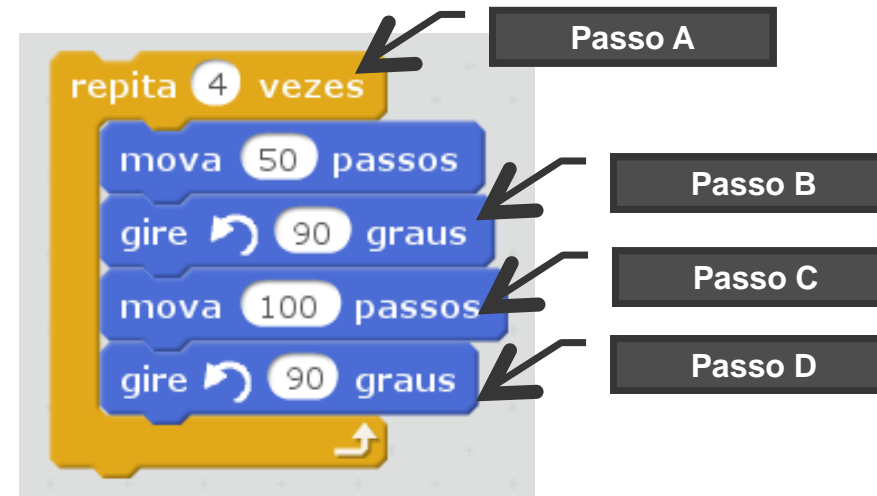 Passo A
repita 4 vezes
mova 50 passos
Passo B
gire 90 graus
Passo C
mova 100 passos
Passo D
gire 90 graus